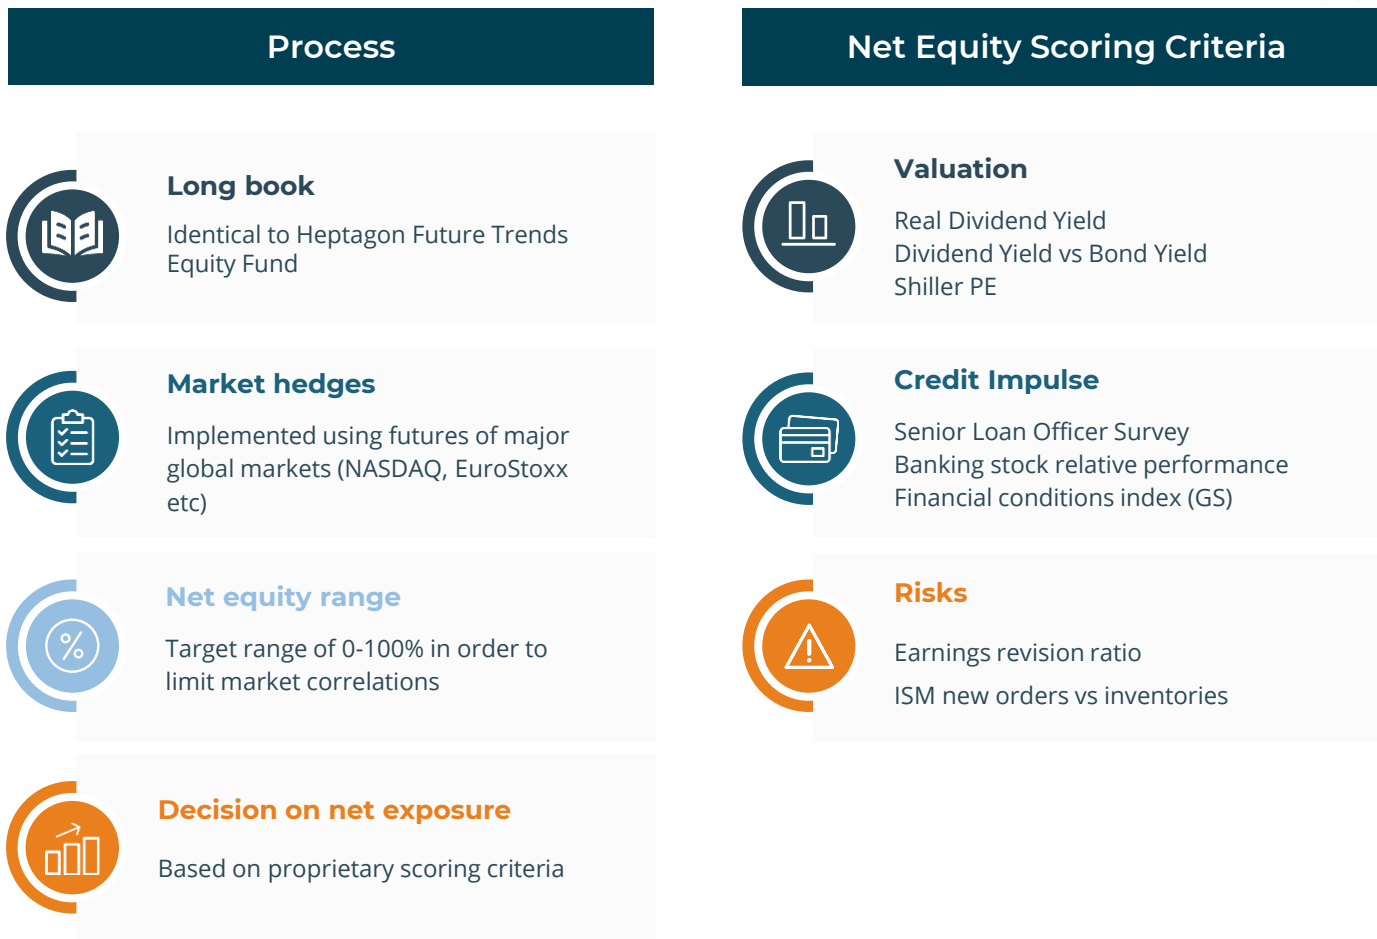 Process
Long book
Identical to Heptagon Future Trends
Equity Fund
Market hedges
Implemented using futures of major
global markets (NASDAQ, EuroStoxx
etc)
Net equity range
%
Target range of 0-100% in order to
limit market correlations
Decision on net exposure
Based on proprietary scoring criteria
Net Equity Scoring Criteria
Valuation
Real Dividend Yield
Dividend Yield vs Bond Yield
Shiller PE
Credit Impulse
Senior Loan Officer Survey
Banking stock relative performance
Financial conditions index (GS)
Risks
Earnings revision ratio
ISM new orders vs inventories